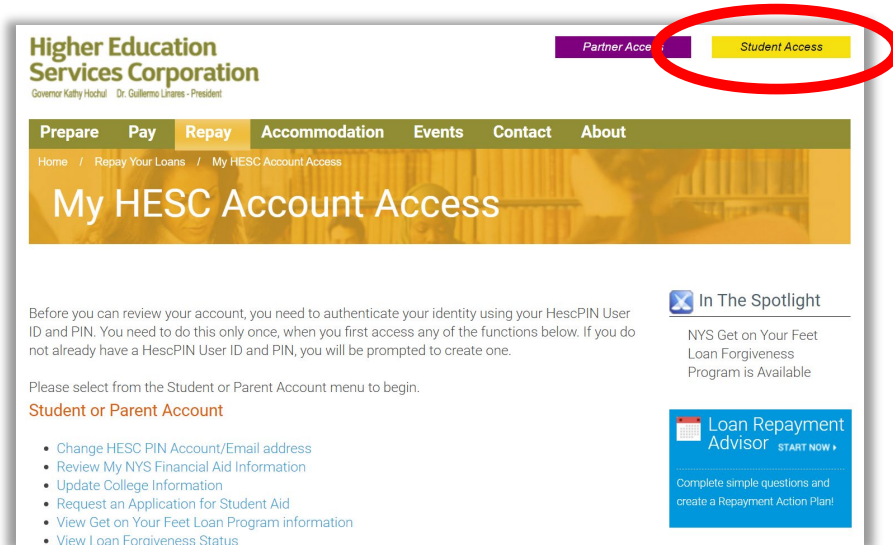 Higher Education
Services Corporation
Governor Kathy Hochul Dr. Guillermo Linares - President
Partner Access
Student Access
Prepare Pay Repay Accommodation Events Contact About
Home / Repay Your Loans / My HESC Account Access
My HESC Account Access
Before you can review your account, you need to authenticate your identity using your HescPIN User
ID and PIN. You need to do this only once, when you first access any of the functions below. If you do
not already have a HescPIN User ID and PIN, you will be prompted to create one.
Please select from the Student or Parent Account menu to begin.
Student or Parent Account
• Change HESC PIN Account/Email address
• Review My NYS Financial Aid Information
• Update College Information
• Request an Application for Student Aid
• View Get on Your Feet Loan Program information
• View Loan Forgiveness Status
In The Spotlight
NYS Get on Your Feet
Loan Forgiveness
Program is Available
Loan Repayment
Advisor START NOW
Complete simple questions and
create a Repayment Action Plan!